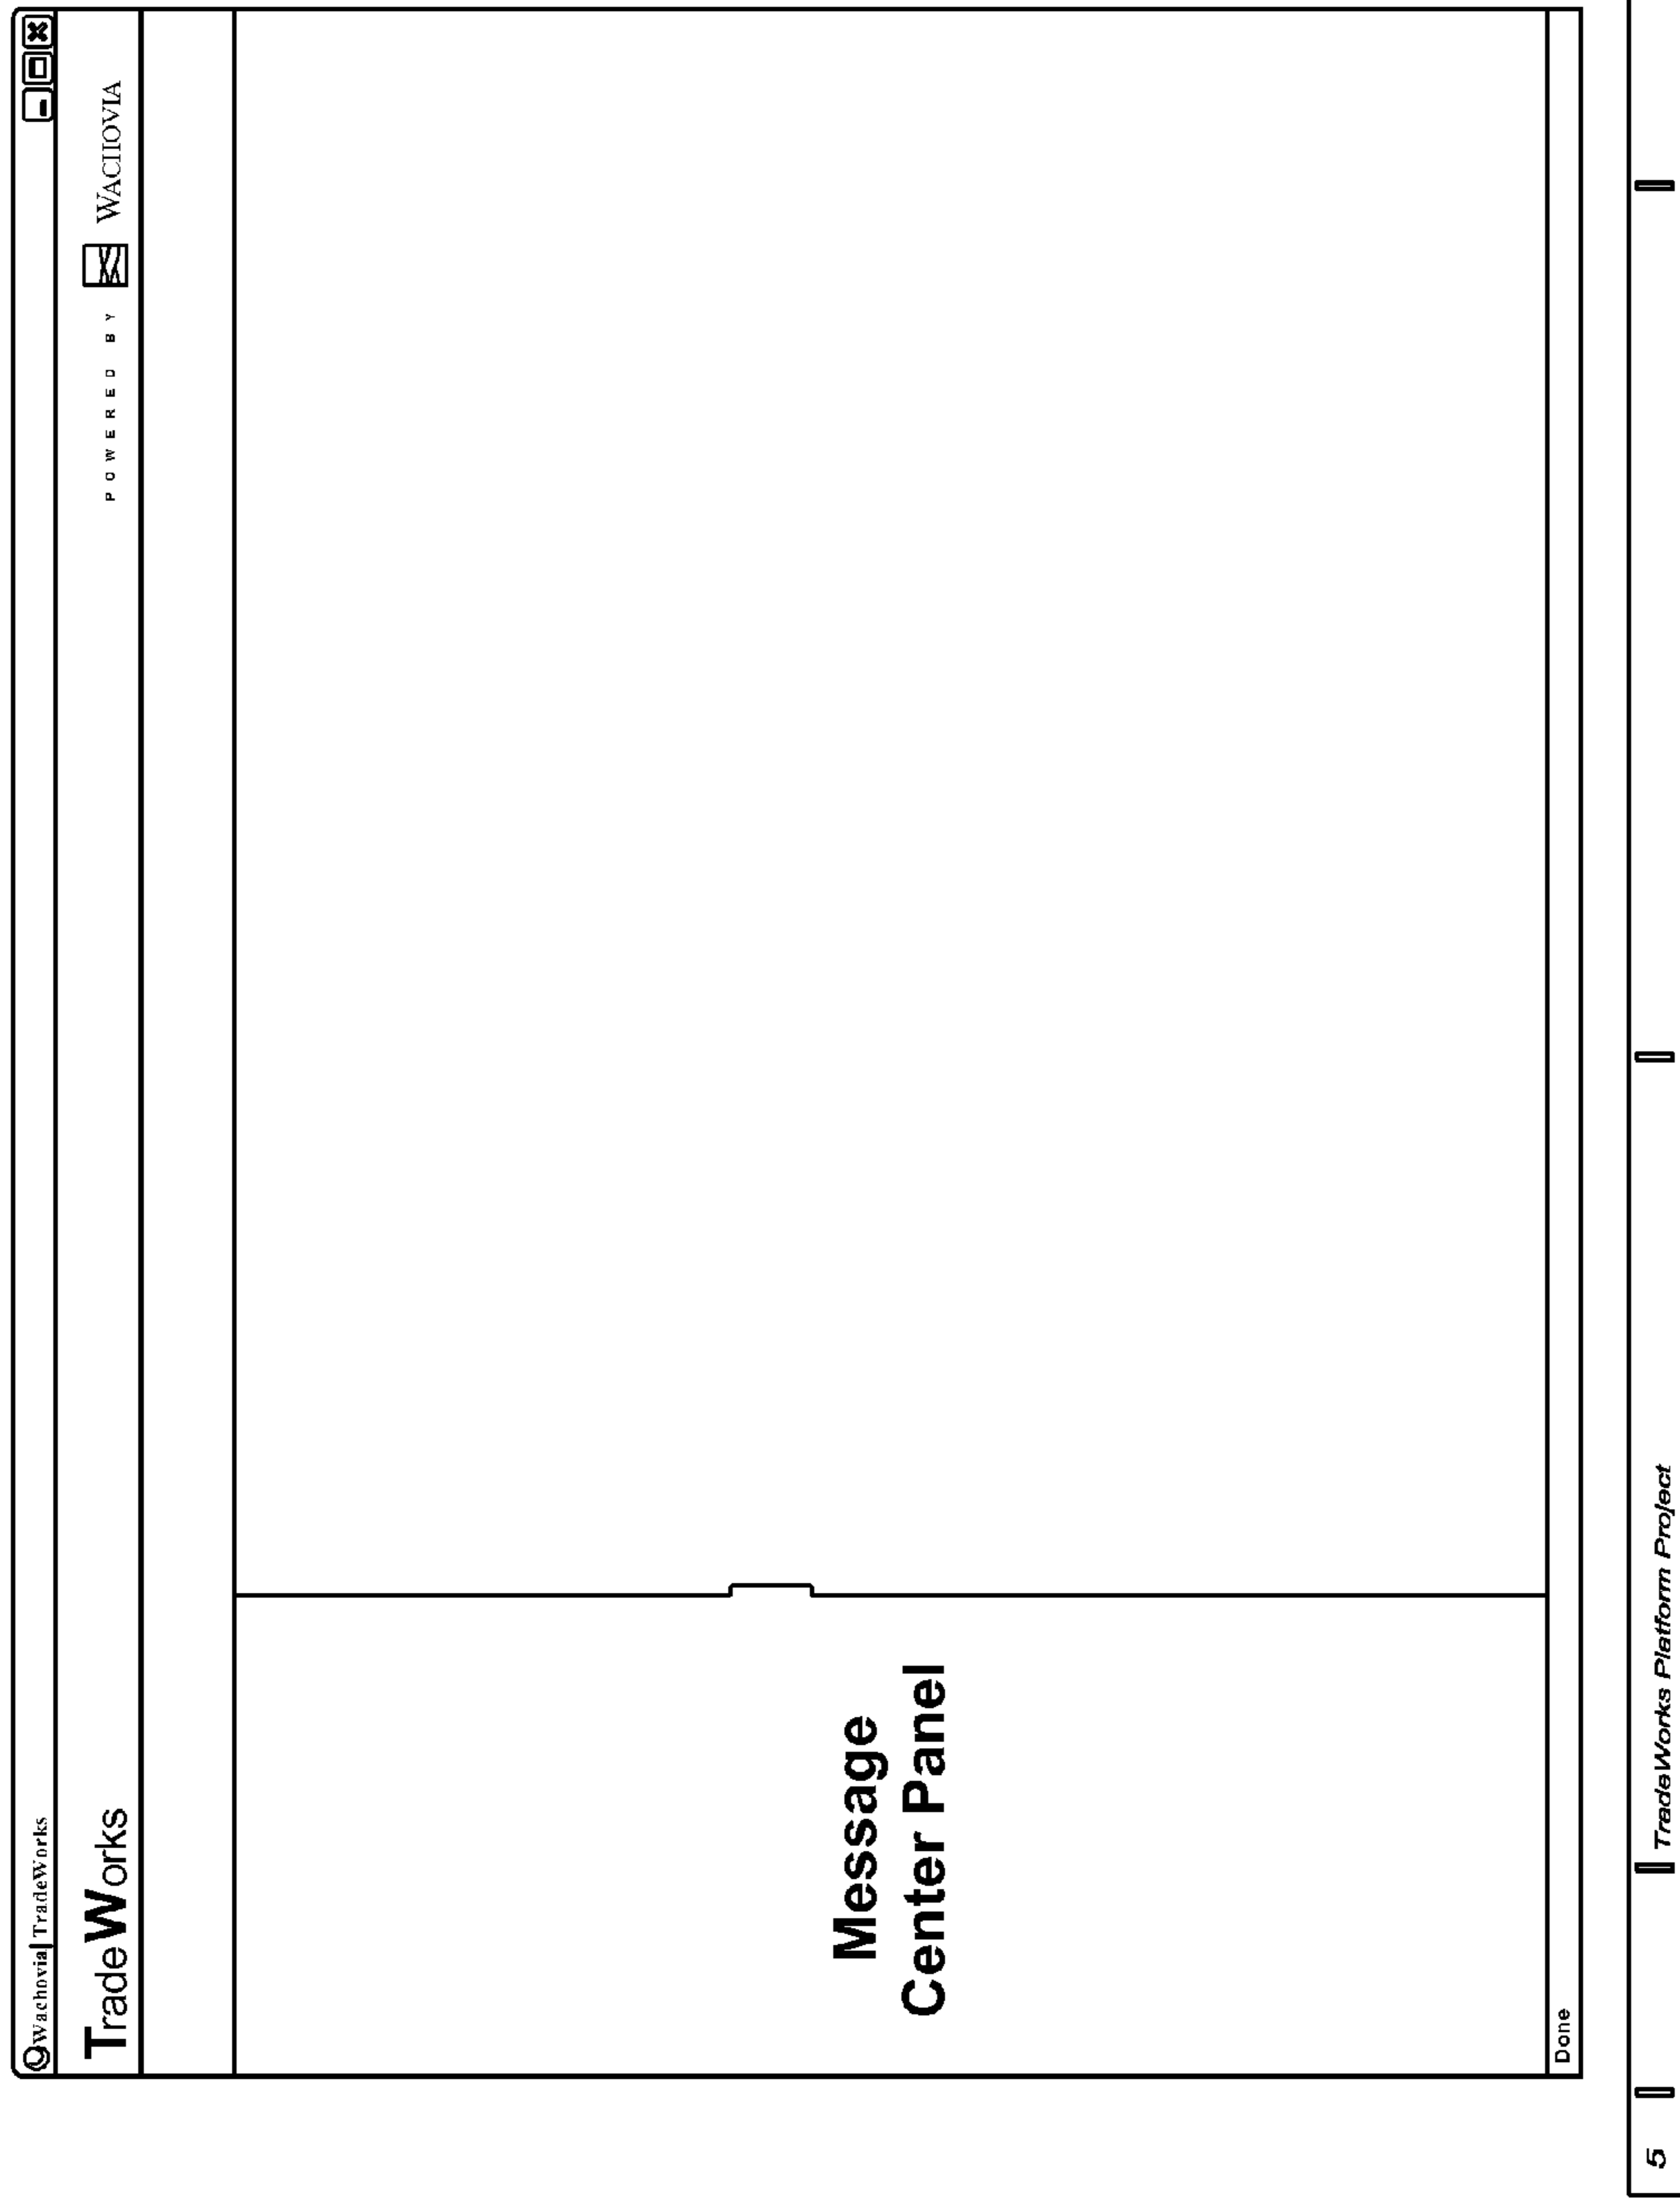 Wachovia| TradeWorks
TradeWorks
POWERED BY WACHOVIA
Message
Center Panel
Done
5
TradeWorks Platform Project